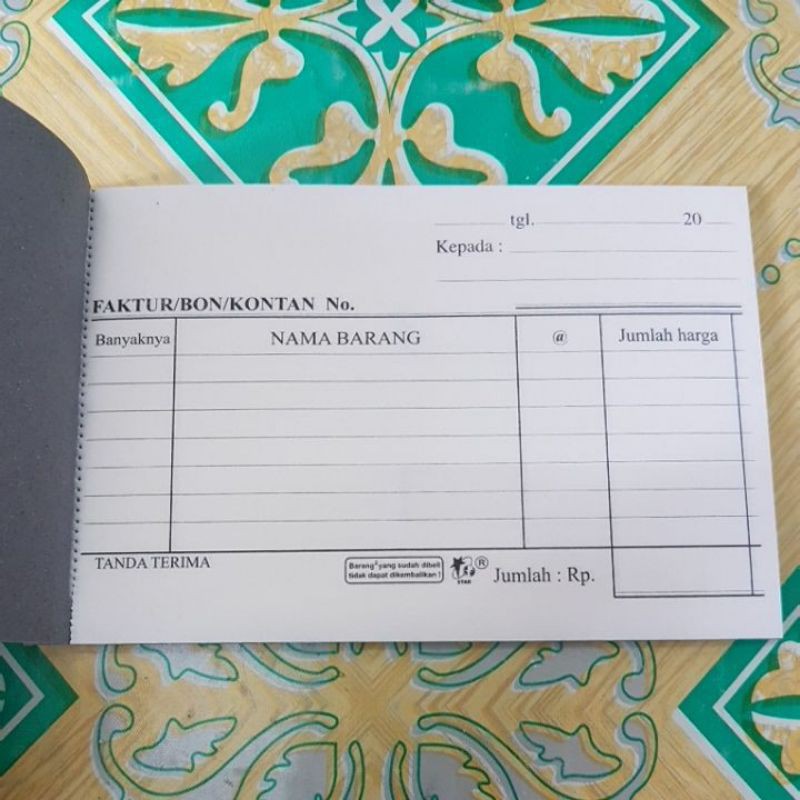 tgl. 20
Kepada :
FAKTUR/BON/KONTAN No.
Banyaknya NAMA BARANG @ Jumlah harga
TANDA TERIMA
Barang² yang sudah dibeli
tidak dapat dikembalikan !
STAR
®
Jumlah : Rp.